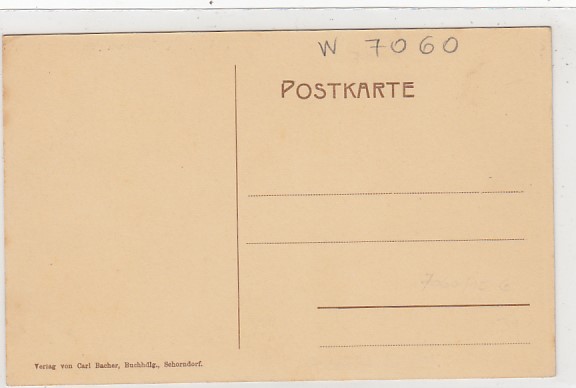 W 7060
POSTKARTE
Verlag von Carl Bacher, Buchhdlg., Schorndorf.